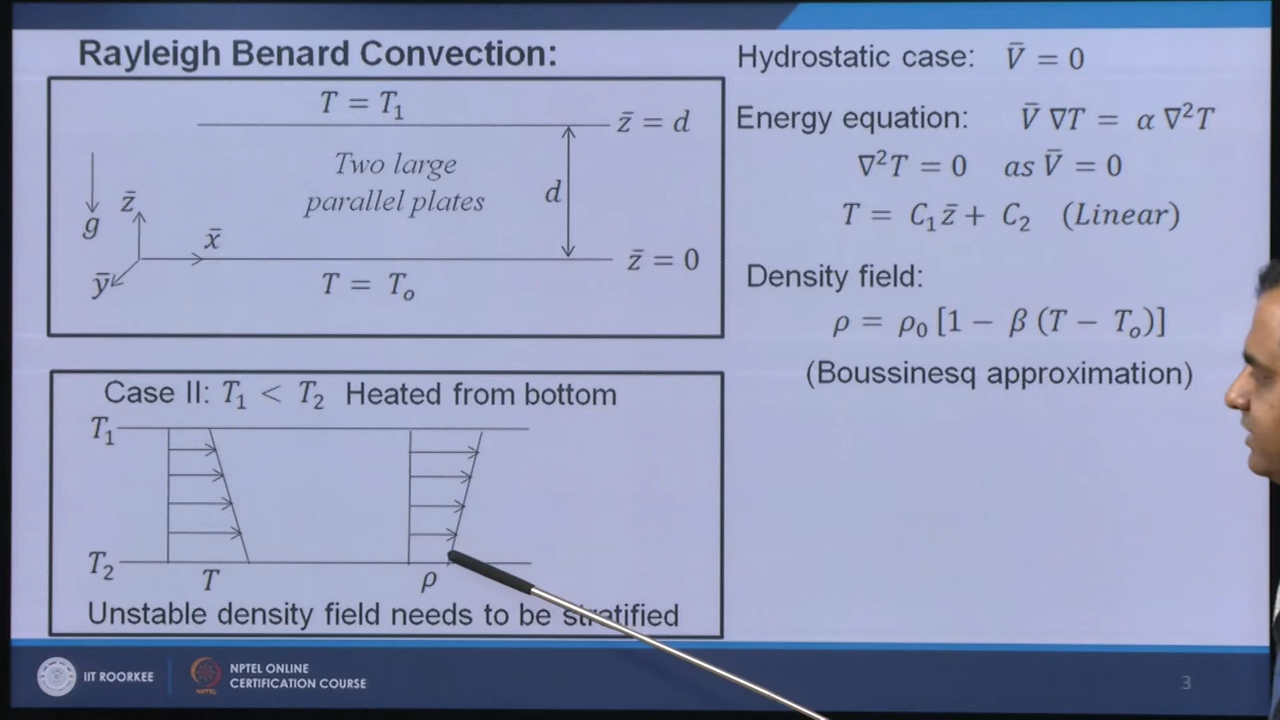 Rayleigh Benard Convection:
T = T₁
z̄ = d
Two large
parallel plates
d
g
z̄
x̄
ȳ
z̄ = 0
T = Tₒ
Case II: T₁ < T₂ Heated from bottom
T₁
T₂
T
ρ
Unstable density field needs to be stratified
Hydrostatic case: V̄ = 0
Energy equation: V̄ ∇T = α ∇²T
∇²T = 0 as V̄ = 0
T = C₁z̄ + C₂ (Linear)
Density field:
ρ = ρ₀ [1 − β (T − Tₒ)]
(Boussinesq approximation)
IIT ROORKEE
NPTEL
NPTEL ONLINE
CERTIFICATION COURSE
3